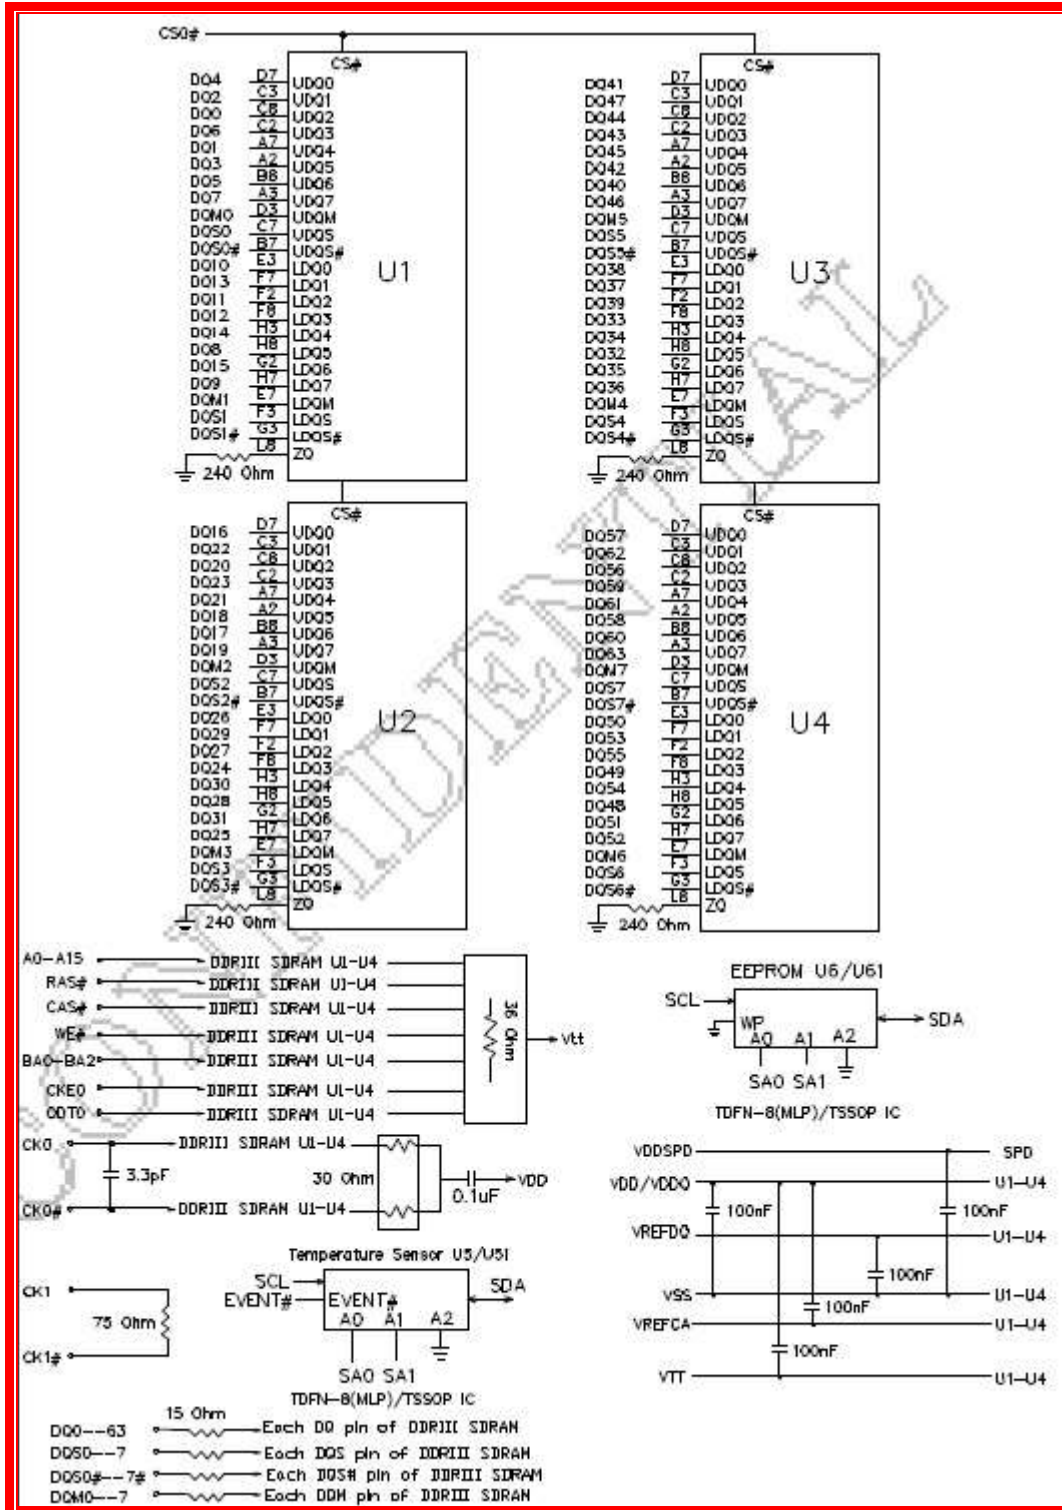 CS0#
CS#
DQ4 D7 UDQ0
DQ2 C3 UDQ1
DQ0 C8 UDQ2
DQ6 C2 UDQ3
DQ1 A7 UDQ4
DQ3 A2 UDQ5
DQ5 B8 UDQ6
DQ7 A3 UDQ7
DQM0 D3 UDQM
DQS0 C7 UDQS
DQS0# B7 UDQS#
DQ10 E3 LDQ0
DQ13 F7 LDQ1
DQ11 F2 LDQ2
DQ12 F8 LDQ3
DQ14 H3 LDQ4
DQ8 H8 LDQ5
DQ15 G2 LDQ6
DQ9 H7 LDQ7
DQM1 E7 LDQM
DQS1 F3 LDQS
DQS1# G3 LDQS#
L8 ZQ
240 Ohm
U1
CS#
DQ41 D7 UDQ0
DQ47 C3 UDQ1
DQ44 C8 UDQ2
DQ43 C2 UDQ3
DQ45 A7 UDQ4
DQ42 A2 UDQ5
DQ40 B8 UDQ6
DQ46 A3 UDQ7
DQM5 D3 UDQM
DQS5 C7 UDQS
DQS5# B7 UDQS#
DQ38 E3 LDQ0
DQ37 F7 LDQ1
DQ39 F2 LDQ2
DQ33 F8 LDQ3
DQ34 H3 LDQ4
DQ32 H8 LDQ5
DQ35 G2 LDQ6
DQ36 H7 LDQ7
DQM4 E7 LDQM
DQS4 F3 LDQS
DQS4# G3 LDQS#
L8 ZQ
240 Ohm
U3
CS#
DQ16 D7 UDQ0
DQ22 C3 UDQ1
DQ20 C8 UDQ2
DQ23 C2 UDQ3
DQ21 A7 UDQ4
DQ18 A2 UDQ5
DQ17 B8 UDQ6
DQ19 A3 UDQ7
DQM2 D3 UDQM
DQS2 C7 UDQS
DQS2# B7 UDQS#
DQ26 E3 LDQ0
DQ29 F7 LDQ1
DQ27 F2 LDQ2
DQ24 F8 LDQ3
DQ30 H3 LDQ4
DQ28 H8 LDQ5
DQ31 G2 LDQ6
DQ25 H7 LDQ7
DQM3 E7 LDQM
DQS3 F3 LDQS
DQS3# G3 LDQS#
L8 ZQ
240 Ohm
U2
CS#
DQ57 D7 UDQ0
DQ62 C3 UDQ1
DQ56 C8 UDQ2
DQ59 C2 UDQ3
DQ61 A7 UDQ4
DQ58 A2 UDQ5
DQ60 B8 UDQ6
DQ63 A3 UDQ7
DQM7 D3 UDQM
DQS7 C7 UDQS
DQS7# B7 UDQS#
DQ50 E3 LDQ0
DQ53 F7 LDQ1
DQ55 F2 LDQ2
DQ49 F8 LDQ3
DQ54 H3 LDQ4
DQ48 H8 LDQ5
DQ51 G2 LDQ6
DQ52 H7 LDQ7
DQM6 E7 LDQM
DQS6 F3 LDQS
DQS6# G3 LDQS#
L8 ZQ
240 Ohm
U4
CONFIDENTIAL
A0-A15 DDRIII SDRAM U1-U4
RAS# DDRIII SDRAM U1-U4
CAS# DDRIII SDRAM U1-U4
WE# DDRIII SDRAM U1-U4
BA0-BA2 DDRIII SDRAM U1-U4
CKE0 DDRIII SDRAM U1-U4
ODT0 DDRIII SDRAM U1-U4
36 Ohm
Vtt
CK0 DDRIII SDRAM U1-U4
3.3pF
30 Ohm
0.1uF
VDD
CK0# DDRIII SDRAN U1-U4
EEPROM U6/U61
SCL
WP
A0 A1 A2
SDA
SA0 SA1
TDFN-8(MLP)/TSSOP IC
VDDSPD SPD
VDD/VDDQ U1-U4
100nF 100nF
VREFDQ U1-U4
100nF
VSS U1-U4
100nF
VREFCA U1-U4
100nF
VTT U1-U4
Temperature Sensor U5/U51
SCL
EVENT# EVENT#
A0 A1 A2
SDA
SA0 SA1
TDFN-8(MLP)/TSSOP IC
CK1
75 Ohm
CK1#
15 Ohm
DQ0--63 Each DQ pin of DDRIII SDRAN
DQS0--7 Each DQS pin of DDRIII SDRAN
DQS0#--7# Each DQS# pin of DDRIII SDRAM
DQM0--7 Each DQM pin of DDRIII SDRAN